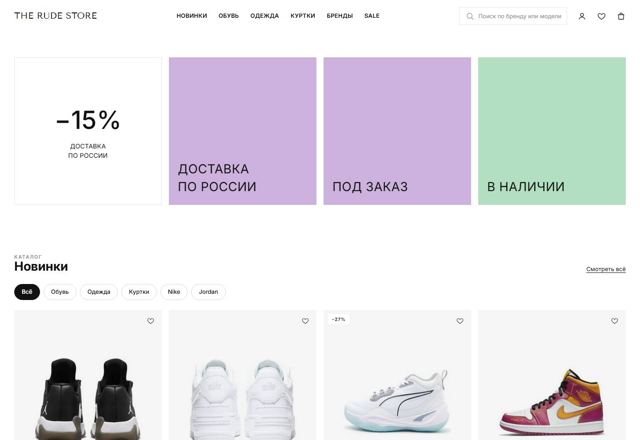 THE RUDE STORE
НОВИНКИ ОБУВЬ ОДЕЖДА КУРТКИ БРЕНДЫ SALE
Поиск по бренду или модели
−15%
ДОСТАВКА
ПО РОССИИ
ДОСТАВКА
ПО РОССИИ
ПОД ЗАКАЗ
В НАЛИЧИИ
КАТАЛОГ
Новинки
Смотреть всё
Всё Обувь Одежда Куртки Nike Jordan
−27%